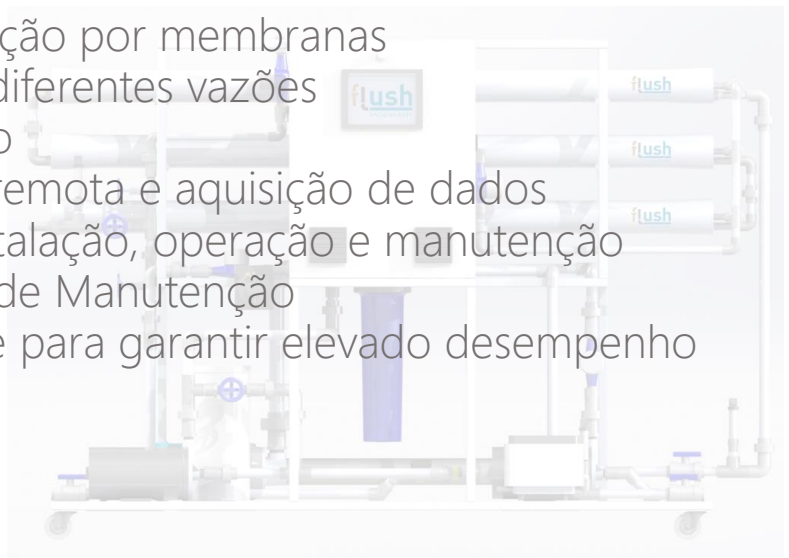 ção por membranas
diferentes vazões
o
remota e aquisição de dados
talação, operação e manutenção
de Manutenção
e para garantir elevado desempenho
flush
flush
flush
flush